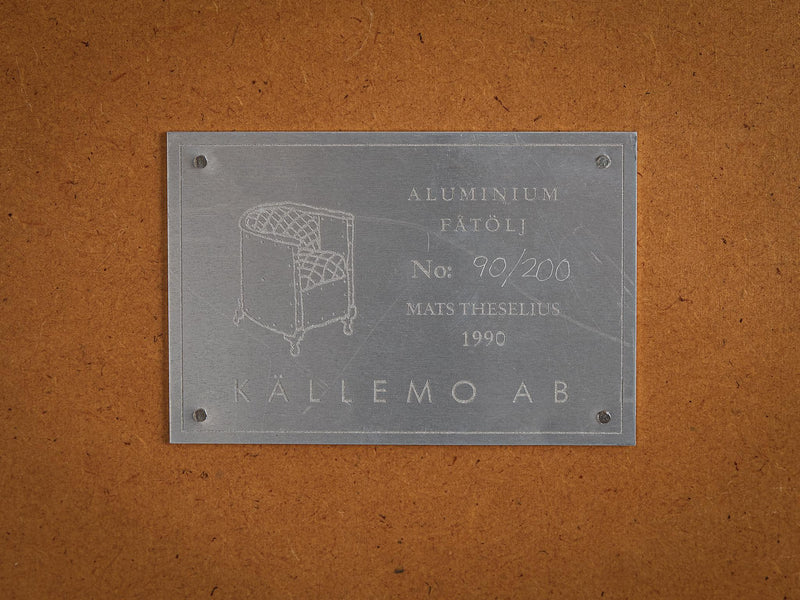 ALUMINIUM
FÅTÖLJ
No: 90/200
MATS THESELIUS
1990
KÄLLEMO AB